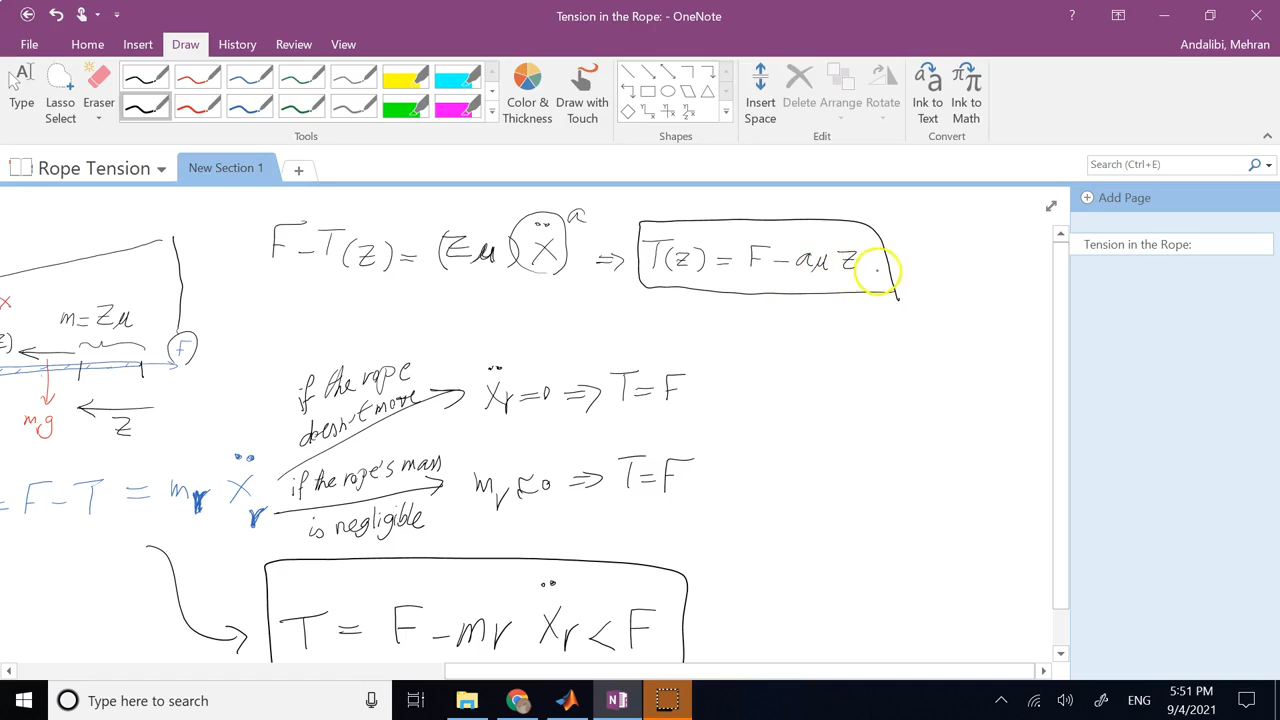 Tension in the Rope: - OneNote
File Home Insert Draw History Review View
Andalibi, Mehran
Type
Lasso Select
Eraser
Color & Thickness
Draw with Touch
Insert Space
Delete
Arrange
Rotate
Ink to Text
Ink to Math
Tools
Shapes
Edit
Convert
Rope Tension
New Section 1
Search (Ctrl+E)
Add Page
Tension in the Rope:
F - T(z) = (zμ) ẍ a ⇒ T(z) = F - aμ z
x
m = zμ
z)
F
mrg
z
if the rope doesn't move
ẍr = 0 ⇒ T = F
= F - T = mr ẍr
if the rope's mass is negligible
mr ≈ 0 ⇒ T = F
T = F - mr ẍr < F
Type here to search
ENG
5:51 PM
9/4/2021